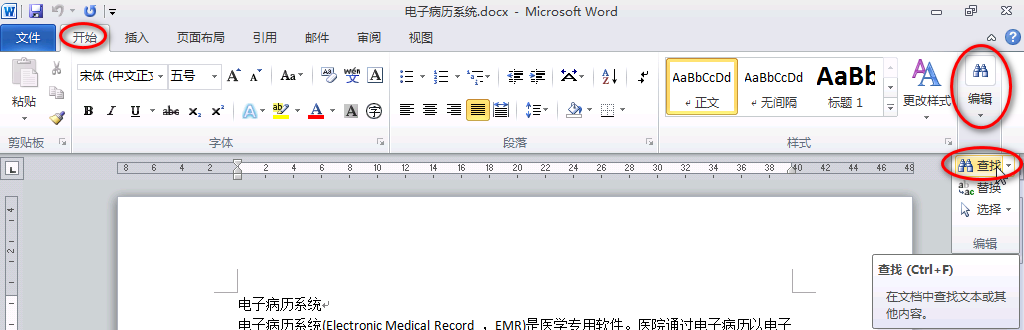 电子病历系统.docx - Microsoft Word
文件 开始 插入 页面布局 引用 邮件 审阅 视图
粘贴
宋体 (中文正文 五号 A A Aa wén 文 A
B I U abc x₂ x² A ab A A 字
AaBbCcDd AaBbCcDd AaBb
正文 无间隔 标题 1
更改样式
编辑
剪贴板 字体 段落 样式
查找
替换
选择
编辑
查找 (Ctrl+F)
在文档中查找文本或其
他内容。
8 6 4 2 2 4 6 8 10 12 14 16 18 20 22 24 26 28 30 32 34 36 38 40 42 44 46 48
4
2
电子病历系统
电子病历系统(Electronic Medical Record ，EMR)是医学专用软件。医院通过电子病历以电子